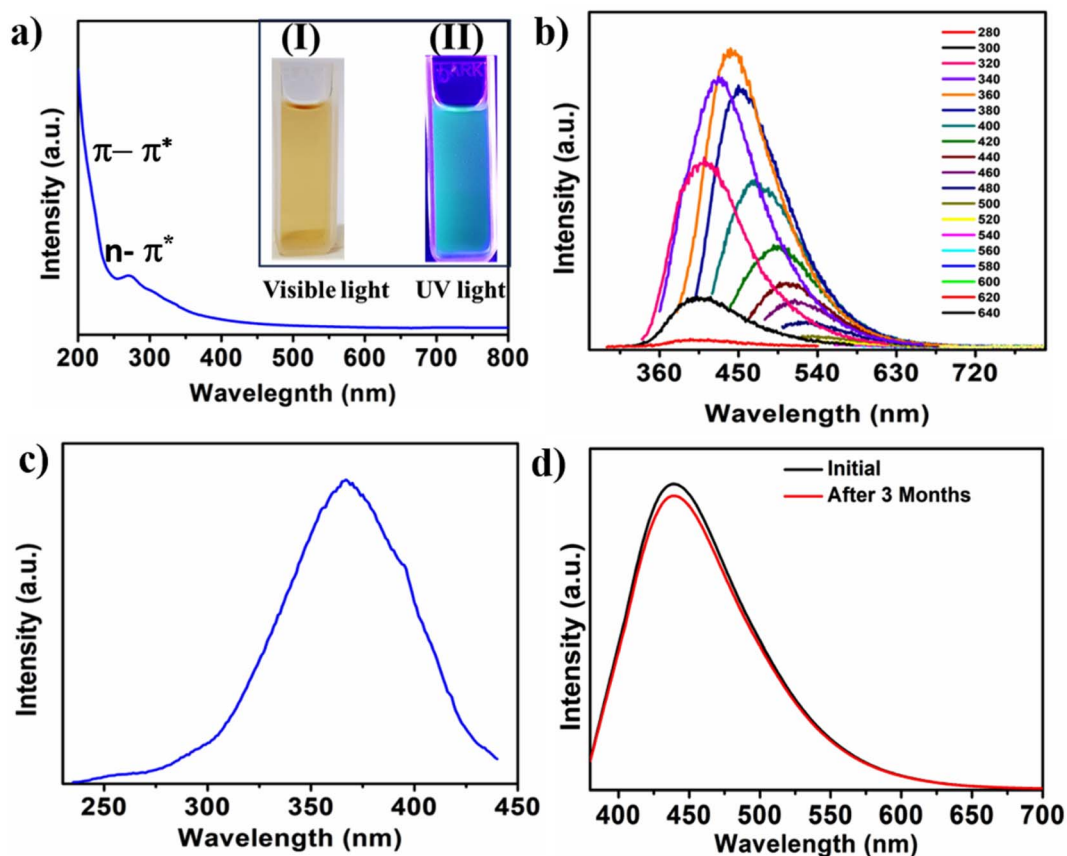 a)
(I)
(II)
DARK
π– π*
n- π*
Visible light
UV light
Intensity (a.u.)
200 300 400 500 600 700 800
Wavelegnth (nm)
b)
280
300
320
340
360
380
400
420
440
460
480
500
520
540
560
580
600
620
640
Intensity (a.u.)
360 450 540 630 720
Wavelength (nm)
c)
Intensity (a.u.)
250 300 350 400 450
Wavelength (nm)
d)
Initial
After 3 Months
Intensity (a.u.)
400 450 500 550 600 650 700
Wavelength (nm)